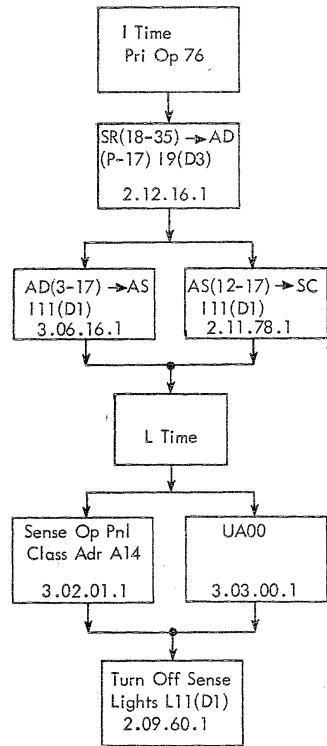 I Time
Pri Op 76
SR(18-35) → AD
(P-17) I9(D3)
2.12.16.1
AD(3-17) → AS
I11(D1)
3.06.16.1
AS(12-17) → SC
I11(D1)
2.11.78.1
L Time
Sense Op Pnl
Class Adr A14
3.02.01.1
UA00
3.03.00.1
Turn Off Sense
Lights L11(D1)
2.09.60.1